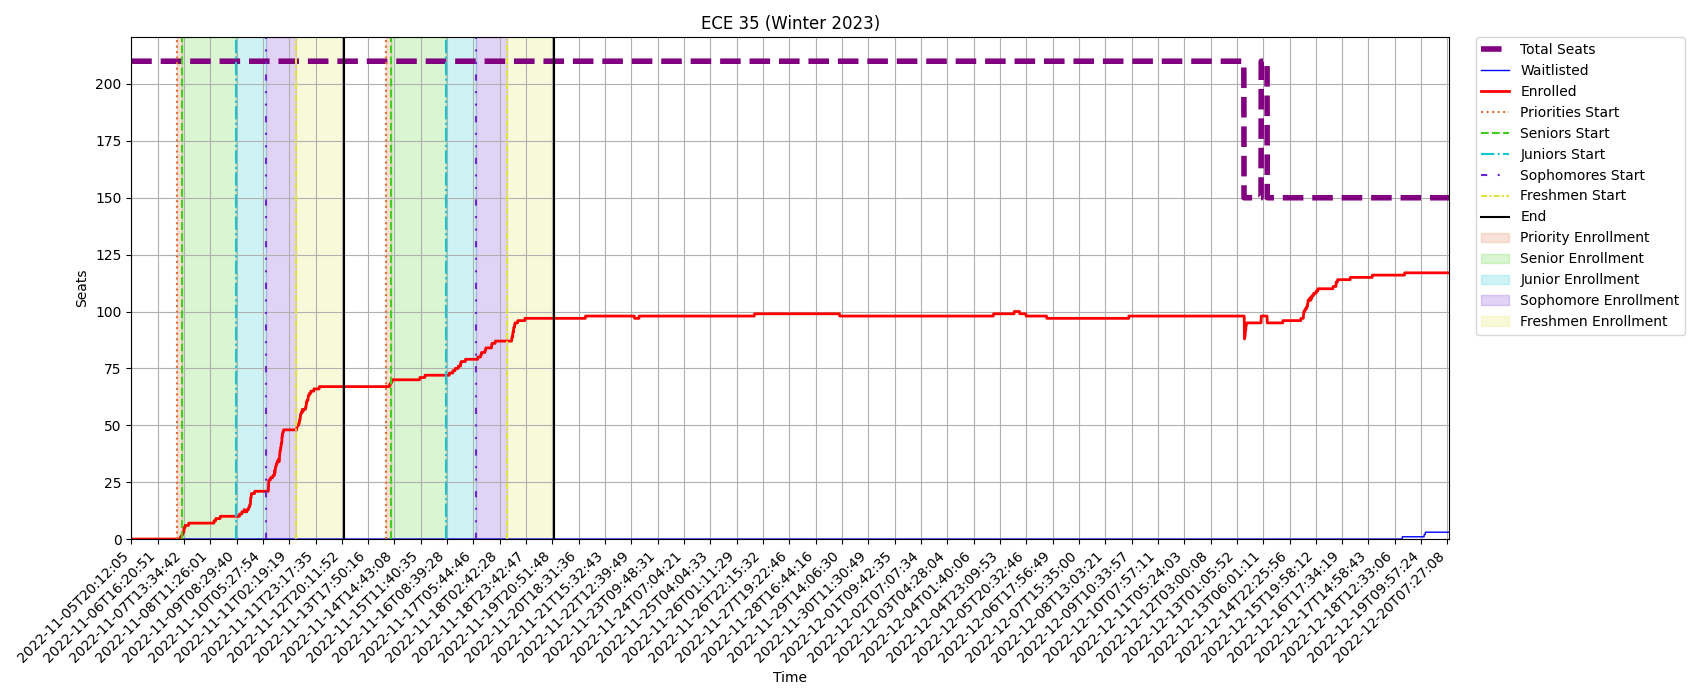 ECE 35 (Winter 2023)
Total Seats
Waitlisted
Enrolled
Priorities Start
Seniors Start
Juniors Start
Sophomores Start
Freshmen Start
End
Priority Enrollment
Senior Enrollment
Junior Enrollment
Sophomore Enrollment
Freshmen Enrollment
Seats
200
175
150
125
100
75
50
25
0
2022-11-05T20:12:05
2022-11-06T16:20:51
2022-11-07T13:34:42
2022-11-08T11:26:01
2022-11-09T08:29:40
2022-11-10T05:27:54
2022-11-11T02:19:19
2022-11-11T23:17:35
2022-11-12T20:11:52
2022-11-13T17:50:16
2022-11-14T14:43:08
2022-11-15T11:40:35
2022-11-16T08:39:28
2022-11-17T05:44:46
2022-11-18T02:42:28
2022-11-18T23:42:47
2022-11-19T20:51:48
2022-11-20T18:31:36
2022-11-21T15:32:43
2022-11-22T12:39:49
2022-11-23T09:48:31
2022-11-24T07:04:21
2022-11-25T04:04:33
2022-11-26T01:11:29
2022-11-26T22:15:32
2022-11-27T19:22:46
2022-11-28T16:44:16
2022-11-29T14:06:30
2022-11-30T11:30:49
2022-12-01T09:42:35
2022-12-02T07:07:34
2022-12-03T04:28:04
2022-12-04T01:40:06
2022-12-04T23:09:53
2022-12-05T20:32:46
2022-12-06T17:56:49
2022-12-07T15:35:00
2022-12-08T13:03:21
2022-12-09T10:33:57
2022-12-10T07:57:11
2022-12-11T05:24:03
2022-12-12T03:00:08
2022-12-13T01:05:52
2022-12-13T06:01:11
2022-12-14T22:25:56
2022-12-15T19:58:12
2022-12-16T17:34:19
2022-12-17T14:58:43
2022-12-18T12:33:06
2022-12-19T09:57:24
2022-12-20T07:27:08
Time